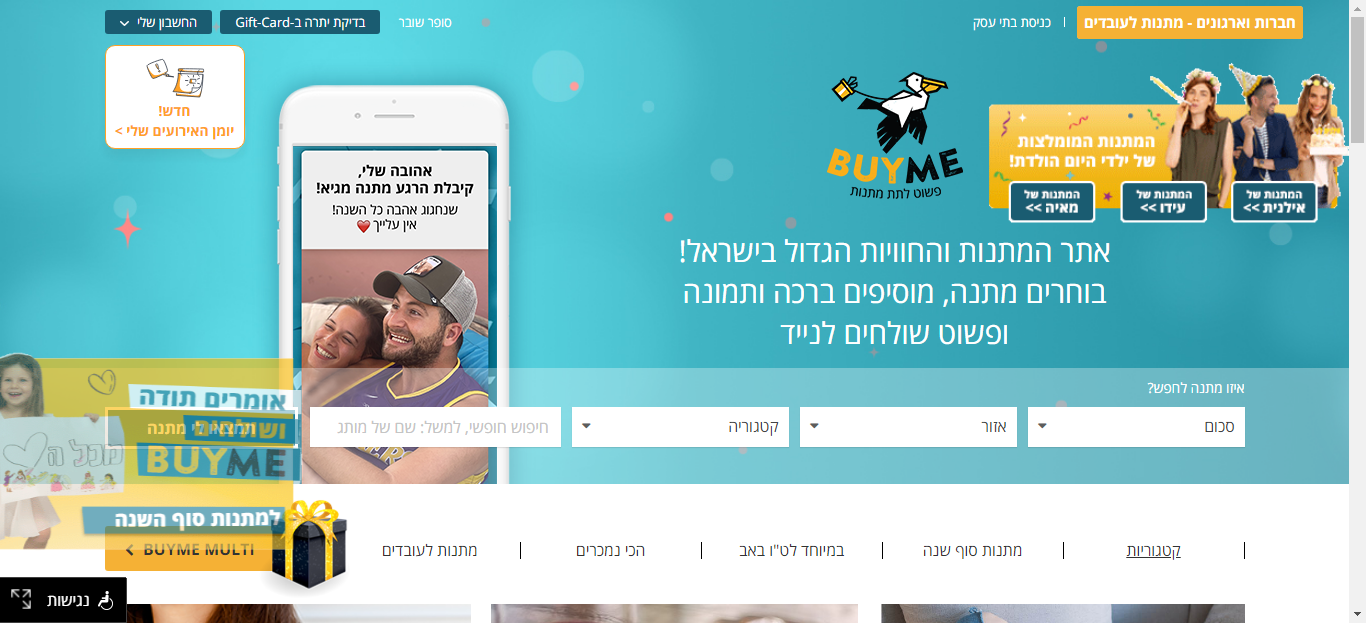 חברות וארגונים - מתנות לעובדים
כניסת בתי עסק
סופר שובר
בדיקת יתרה ב-Gift-Card
החשבון שלי
חדש!
יומן האירועים שלי >
המתנות המומלצות
של ילדי היום הולדת!
המתנות של
אילנית >>
המתנות של
עידו >>
המתנות של
מאיה >>
BUYME
פשוט לתת מתנות
אהובה שלי,
קיבלת הרגע מתנה מגיא!
שנחגוג אהבה כל השנה!
אין עלייך ❤️
אתר המתנות והחוויות הגדול בישראל!
בוחרים מתנה, מוסיפים ברכה ותמונה
ופשוט שולחים לנייד
איזו מתנה לחפש?
סכום
אזור
קטגוריה
חיפוש חופשי, למשל: שם של מותג
תמצאו לי מתנה
אומרים תודה
BUYME
למתנות סוף השנה
קטגוריות
מתנות סוף שנה
במיוחד לט"ו באב
הכי נמכרים
מתנות לעובדים
BUYME MULTI
נגישות